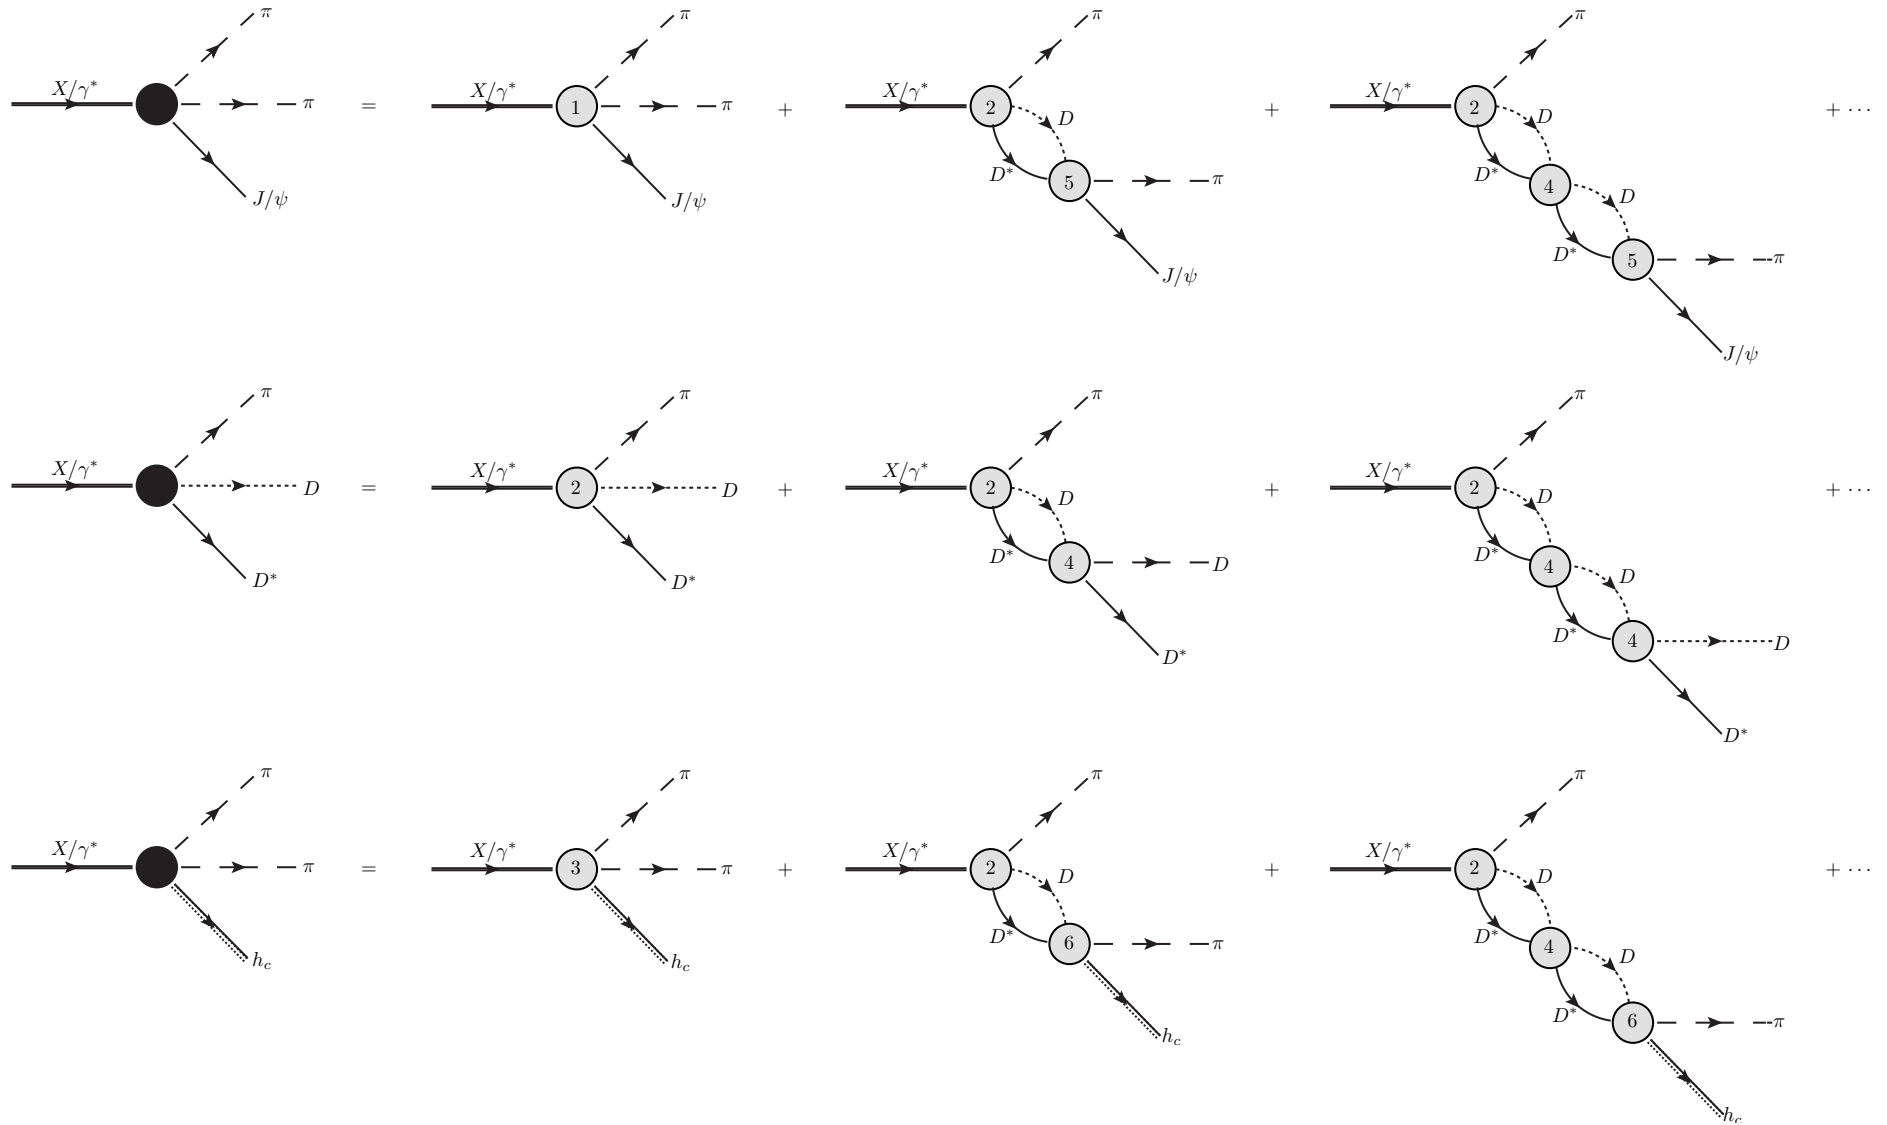 π π π π
X/γ* X/γ* X/γ* X/γ* + ⋯
π = 1 π + 2 D + 2 D
D* D*
J/ψ J/ψ 5 π 4 D
D*
J/ψ 5 π
J/ψ
π π π π
X/γ* X/γ* X/γ* X/γ* + ⋯
D = 2 D + 2 D + 2 D
D* D*
D* D* 4 D 4 D
D*
D* 4 D
D*
π π π π
X/γ* X/γ* X/γ* X/γ* + ⋯
π = 3 π + 2 D + 2 D
D* D*
h_c h_c 6 π 4 D
D*
h_c 6 π
h_c